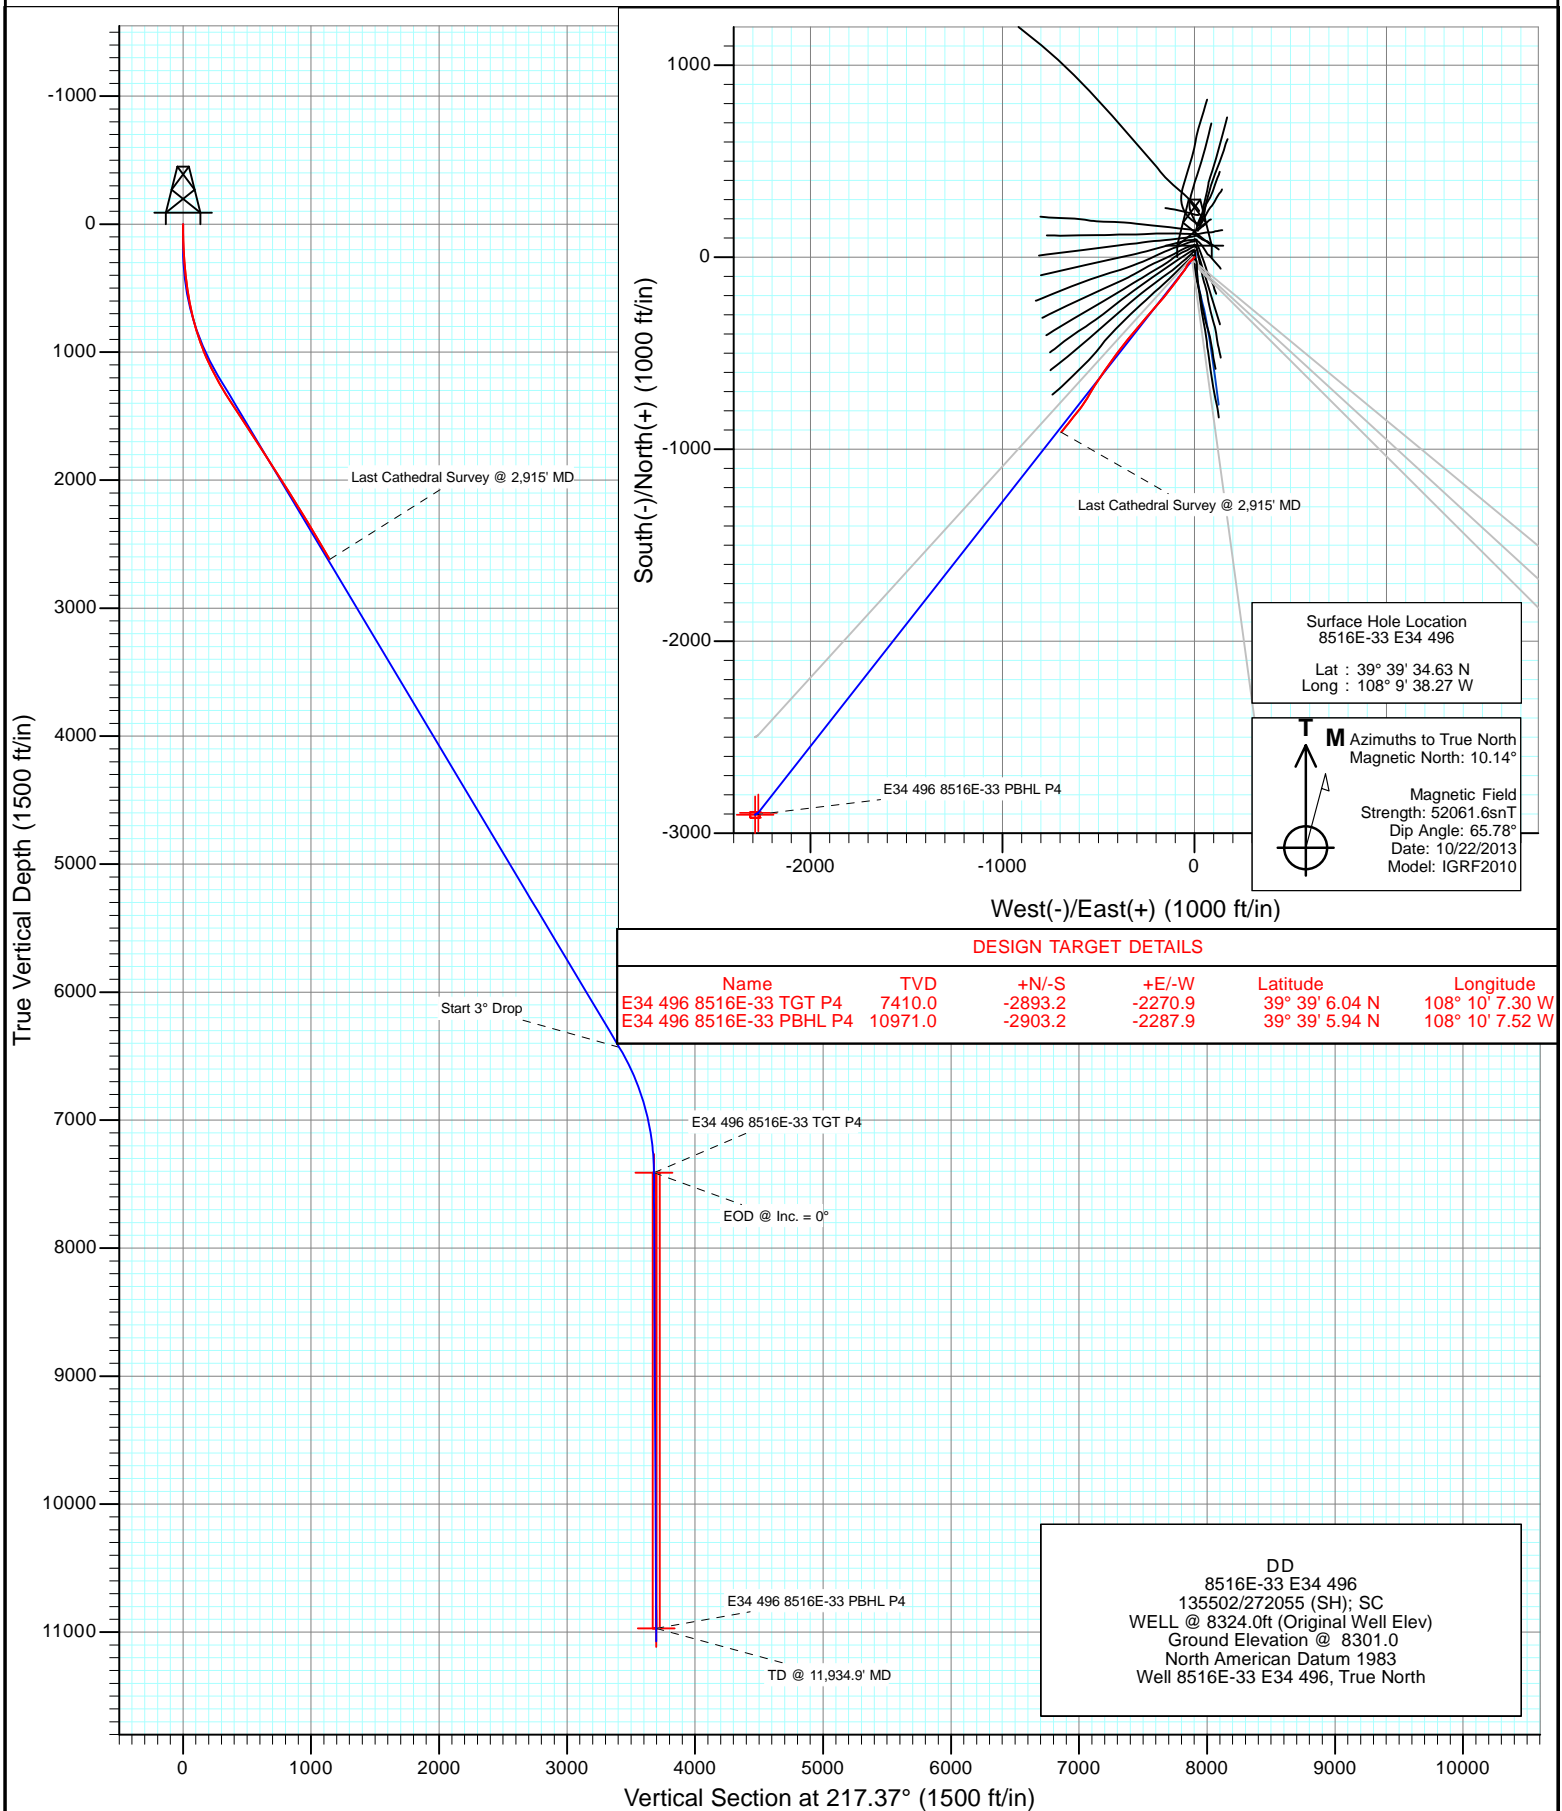 -1000
0
1000
2000
3000
4000
5000
6000
7000
8000
9000
10000
11000
True Vertical Depth (1500 ft/in)
0
1000
2000
3000
4000
5000
6000
7000
8000
9000
10000
Vertical Section at 217.37° (1500 ft/in)
Last Cathedral Survey @ 2,915' MD
Start 3° Drop
E34 496 8516E-33 TGT P4
EOD @ Inc. = 0°
E34 496 8516E-33 PBHL P4
TD @ 11,934.9' MD
1000
0
-1000
-2000
-3000
South(-)/North(+) (1000 ft/in)
-2000
-1000
0
West(-)/East(+) (1000 ft/in)
Last Cathedral Survey @ 2,915' MD
E34 496 8516E-33 PBHL P4
Surface Hole Location
8516E-33 E34 496
Lat : 39° 39' 34.63 N
Long : 108° 9' 38.27 W
T
M
Azimuths to True North
Magnetic North: 10.14°
Magnetic Field
Strength: 52061.6snT
Dip Angle: 65.78°
Date: 10/22/2013
Model: IGRF2010
DESIGN TARGET DETAILS
Name TVD +N/-S +E/-W Latitude Longitude
E34 496 8516E-33 TGT P4 7410.0 -2893.2 -2270.9 39° 39' 6.04 N 108° 10' 7.30 W
E34 496 8516E-33 PBHL P4 10971.0 -2903.2 -2287.9 39° 39' 5.94 N 108° 10' 7.52 W
DD
8516E-33 E34 496
135502/272055 (SH); SC
WELL @ 8324.0ft (Original Well Elev)
Ground Elevation @ 8301.0
North American Datum 1983
Well 8516E-33 E34 496, True North